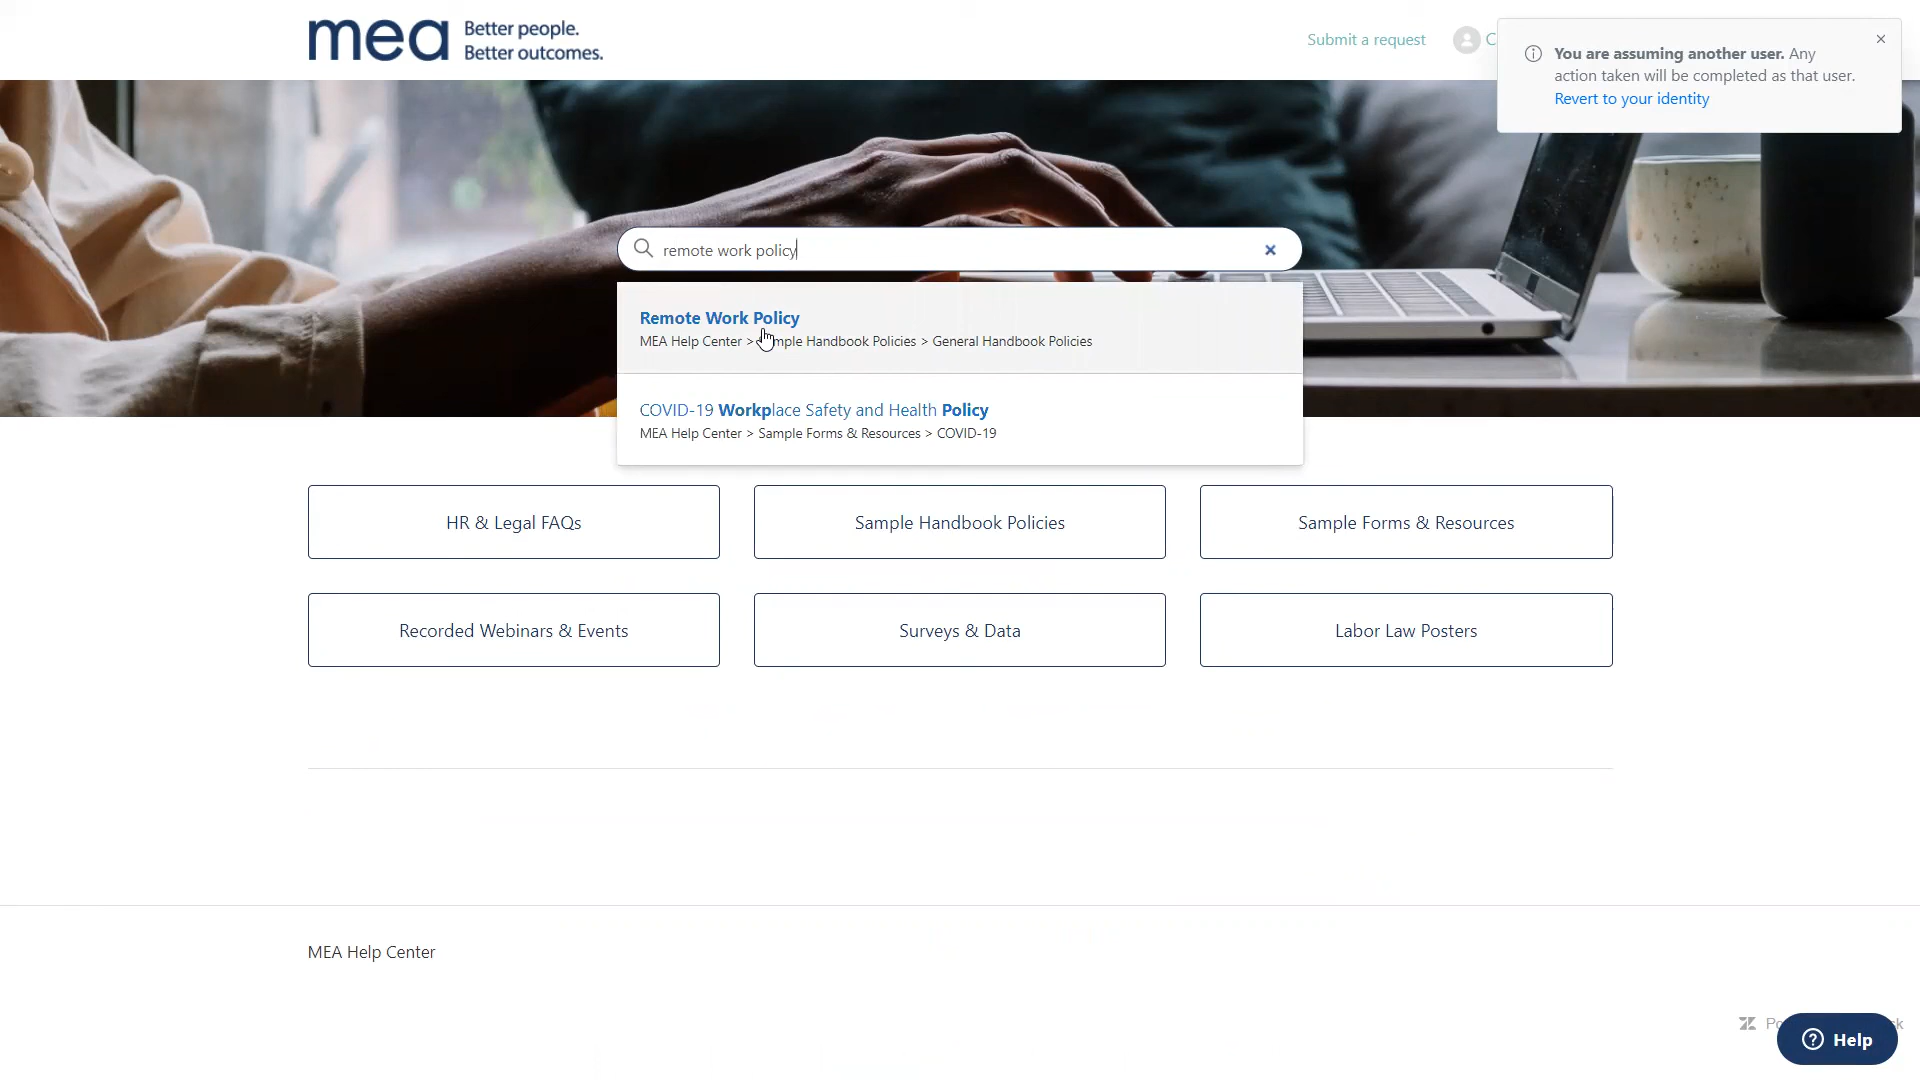 mea Better people.
Better outcomes.
Submit a request
C
You are assuming another user. Any
action taken will be completed as that user.
Revert to your identity
remote work policy
Remote Work Policy
MEA Help Center > mple Handbook Policies > General Handbook Policies
COVID-19 Workplace Safety and Health Policy
MEA Help Center > Sample Forms & Resources > COVID-19
HR & Legal FAQs
Sample Handbook Policies
Sample Forms & Resources
Recorded Webinars & Events
Surveys & Data
Labor Law Posters
MEA Help Center
Help